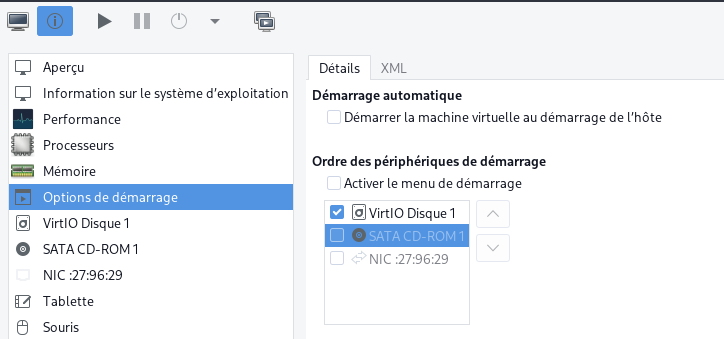 Aperçu
Information sur le système d'exploitation
Performance
Processeurs
Mémoire
Options de démarrage
VirtIO Disque 1
SATA CD-ROM 1
NIC :27:96:29
Tablette
Souris
Détails
XML
Démarrage automatique
Démarrer la machine virtuelle au démarrage de l'hôte
Ordre des périphériques de démarrage
Activer le menu de démarrage
VirtIO Disque 1
SATA CD-ROM 1
NIC :27:96:29